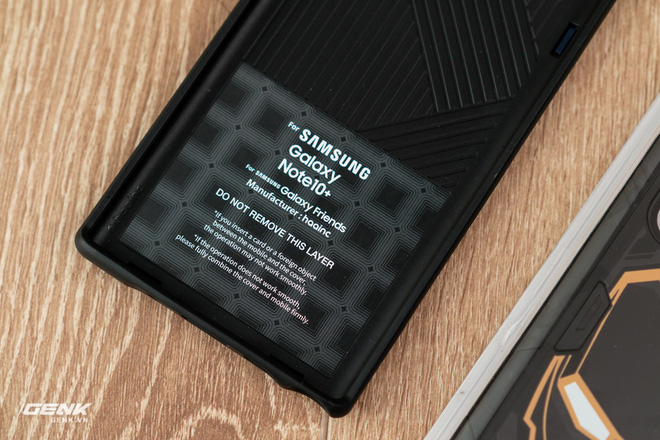 For SAMSUNG
Galaxy
Note10+
For SAMSUNG Galaxy Friends
Manufacturer : haainc
DO NOT REMOVE THIS LAYER
*If you insert a card or a foreign object
between the mobile and the cover,
the operation may not work smoothly.
*If the operation does not work smooth,
please fully combine the cover and mobile firmly.
GENK
GENK.VN